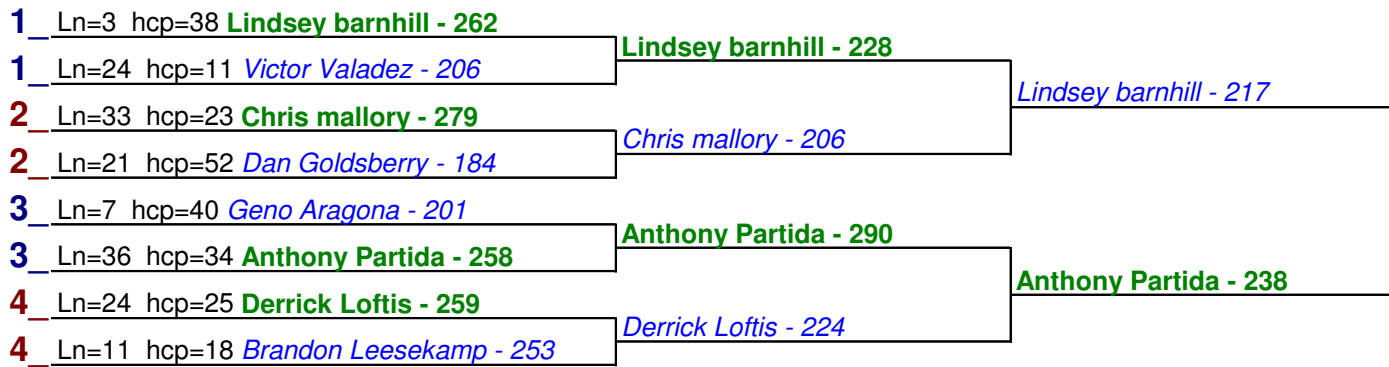 1_ Ln=3 hcp=38 Lindsey barnhill - 262
Lindsey barnhill - 228
1_ Ln=24 hcp=11 Victor Valadez - 206
Lindsey barnhill - 217
2_ Ln=33 hcp=23 Chris mallory - 279
Chris mallory - 206
2_ Ln=21 hcp=52 Dan Goldsberry - 184
3_ Ln=7 hcp=40 Geno Aragona - 201
Anthony Partida - 290
3_ Ln=36 hcp=34 Anthony Partida - 258
Anthony Partida - 238
4_ Ln=24 hcp=25 Derrick Loftis - 259
Derrick Loftis - 224
4_ Ln=11 hcp=18 Brandon Leesekamp - 253